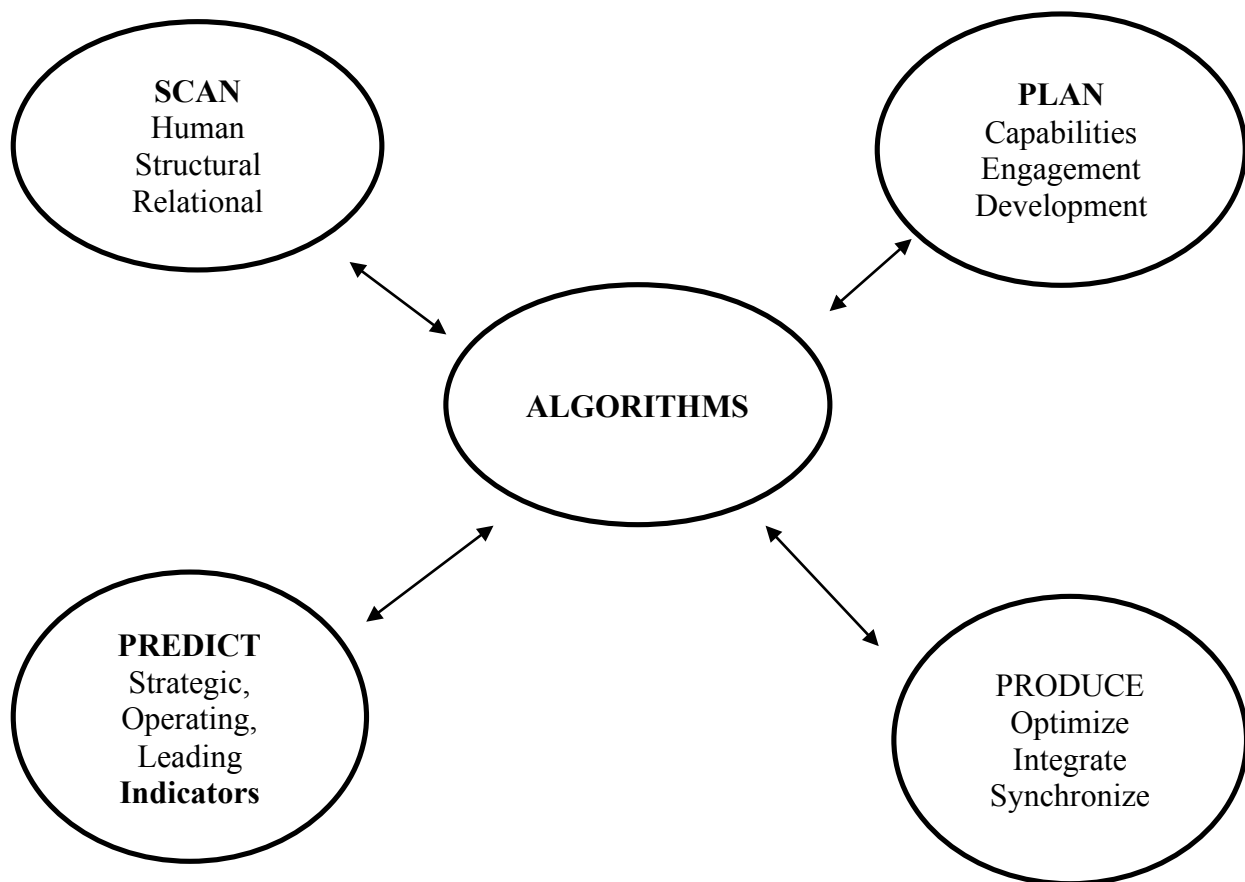 SCAN
Human
Structural
Relational
PLAN
Capabilities
Engagement
Development
ALGORITHMS
PREDICT
Strategic,
Operating,
Leading
Indicators
PRODUCE
Optimize
Integrate
Synchronize